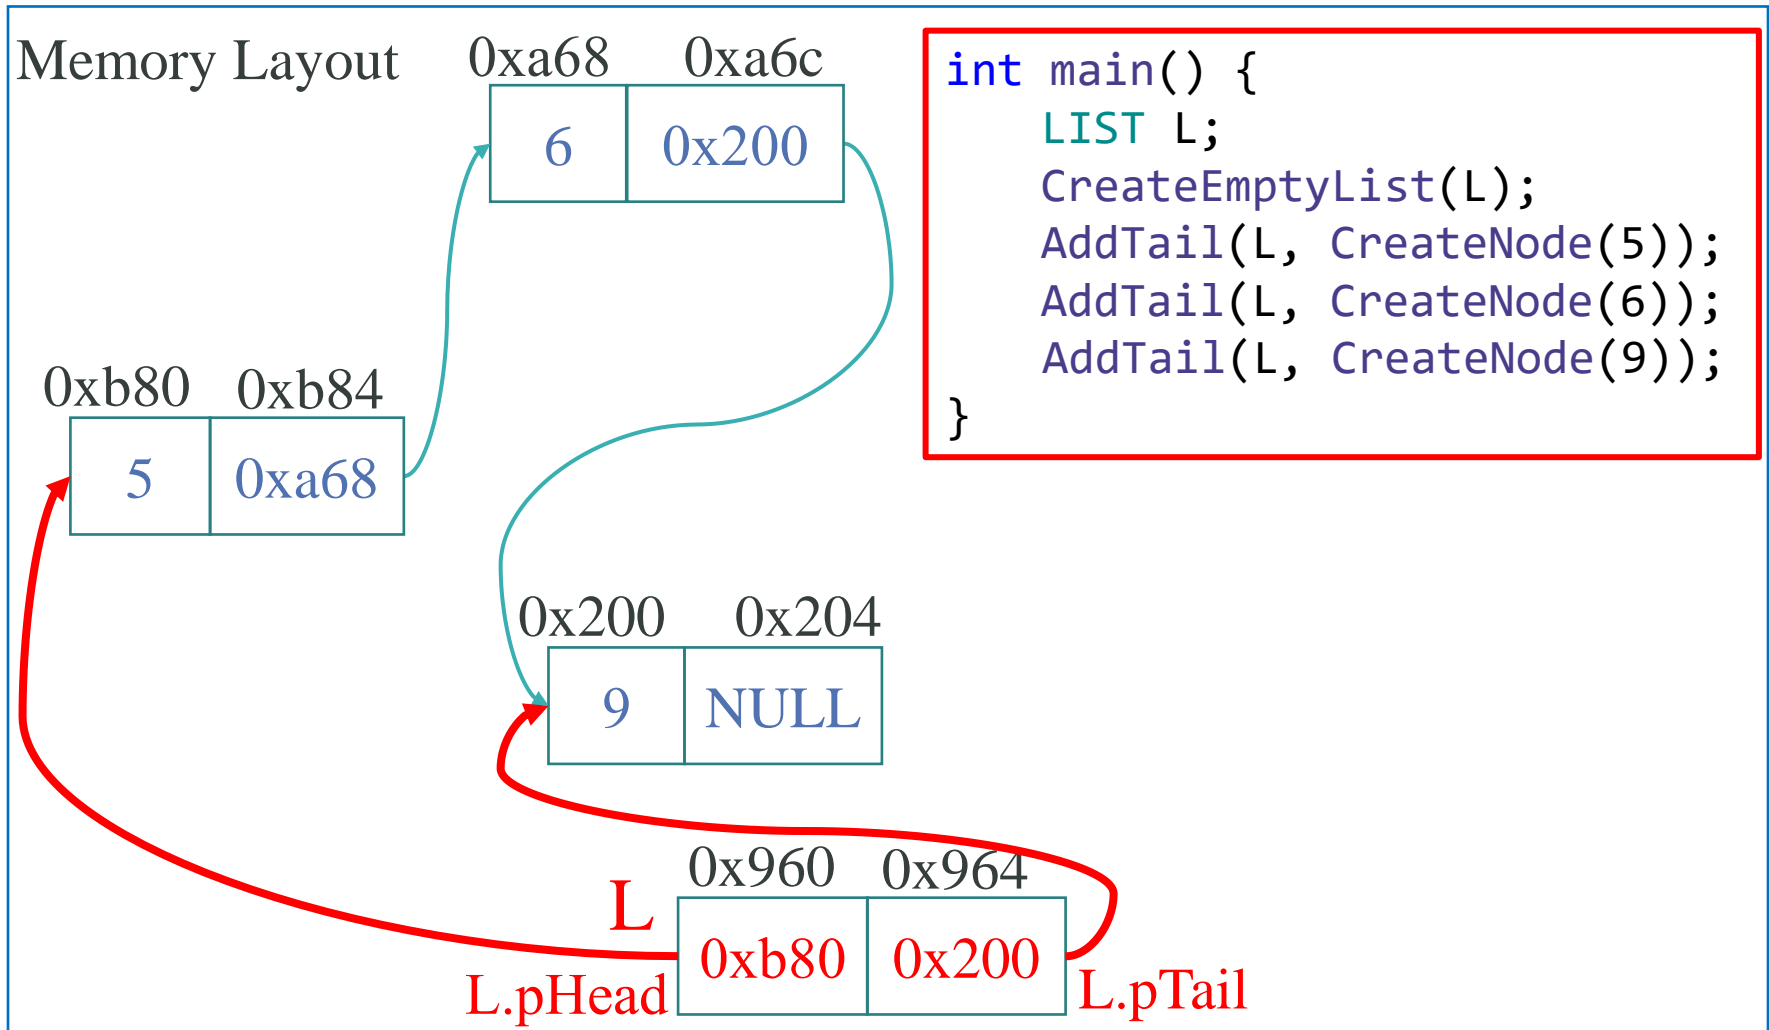 Memory Layout
0xa68 0xa6c
6 0x200
int main() {
LIST L;
CreateEmptyList(L);
AddTail(L, CreateNode(5));
AddTail(L, CreateNode(6));
AddTail(L, CreateNode(9));
}
0xb80 0xb84
5 0xa68
0x200 0x204
9 NULL
0x960 0x964
L
0xb80 0x200
L.pHead
L.pTail